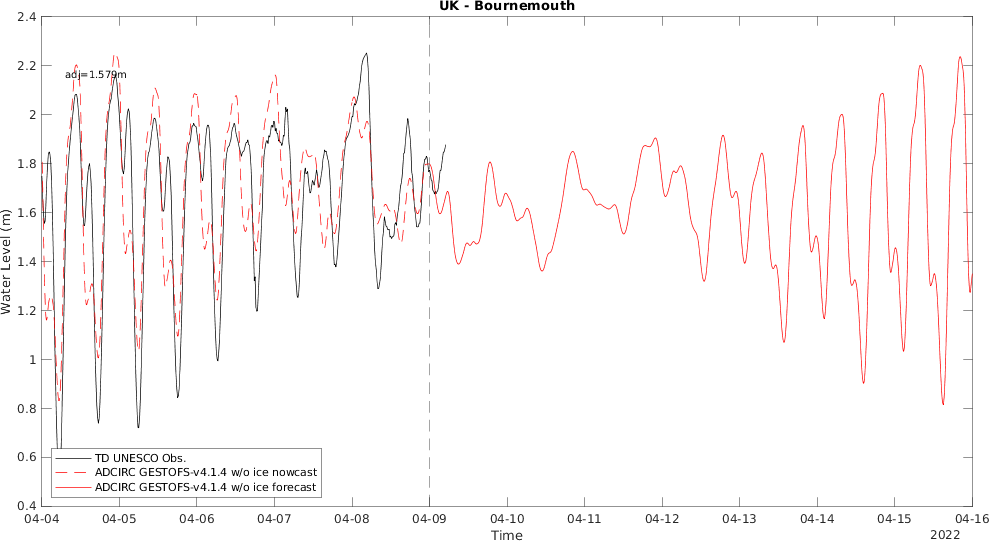 UK - Bournemouth
2.4
2.2
2
1.8
1.6
1.4
1.2
1
0.8
0.6
0.4
Water Level (m)
adj=1.579m
TD UNESCO Obs.
ADCIRC GESTOFS-v4.1.4 w/o ice nowcast
ADCIRC GESTOFS-v4.1.4 w/o ice forecast
04-04 04-05 04-06 04-07 04-08 04-09 04-10 04-11 04-12 04-13 04-14 04-15 04-16
Time
2022